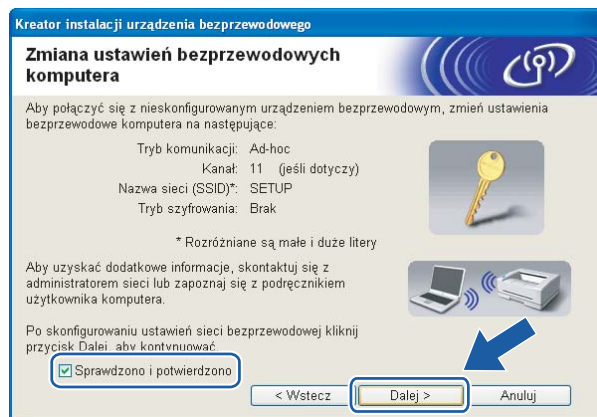 Kreator instalacji urządzenia bezprzewodowego
Zmiana ustawień bezprzewodowych
komputera
Aby połączyć się z nieskonfigurowanym urządzeniem bezprzewodowym, zmień ustawienia
bezprzewodowe komputera na następujące:
Tryb komunikacji: Ad-hoc
Kanał: 11 (jeśli dotyczy)
Nazwa sieci (SSID)*: SETUP
Tryb szyfrowania: Brak
* Rozróżniane są małe i duże litery
Aby uzyskać dodatkowe informacje, skontaktuj się z
administratorem sieci lub zapoznaj się z podręcznikiem
użytkownika komputera.
Po skonfigurowaniu ustawień sieci bezprzewodowej kliknij
przycisk Dalej, aby kontynuować.
Sprawdzono i potwierdzono
< Wstecz Dalej > Anuluj